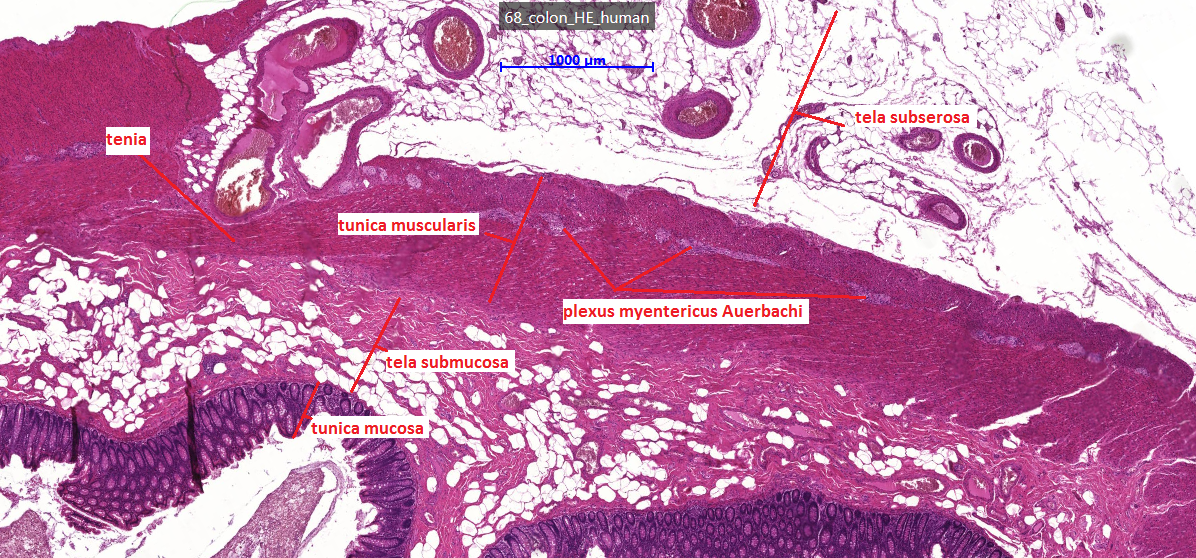 68_colon_HE_human
1000 µm
tela subserosa
tenia
tunica muscularis
plexus myentericus Auerbachi
tela submucosa
tunica mucosa